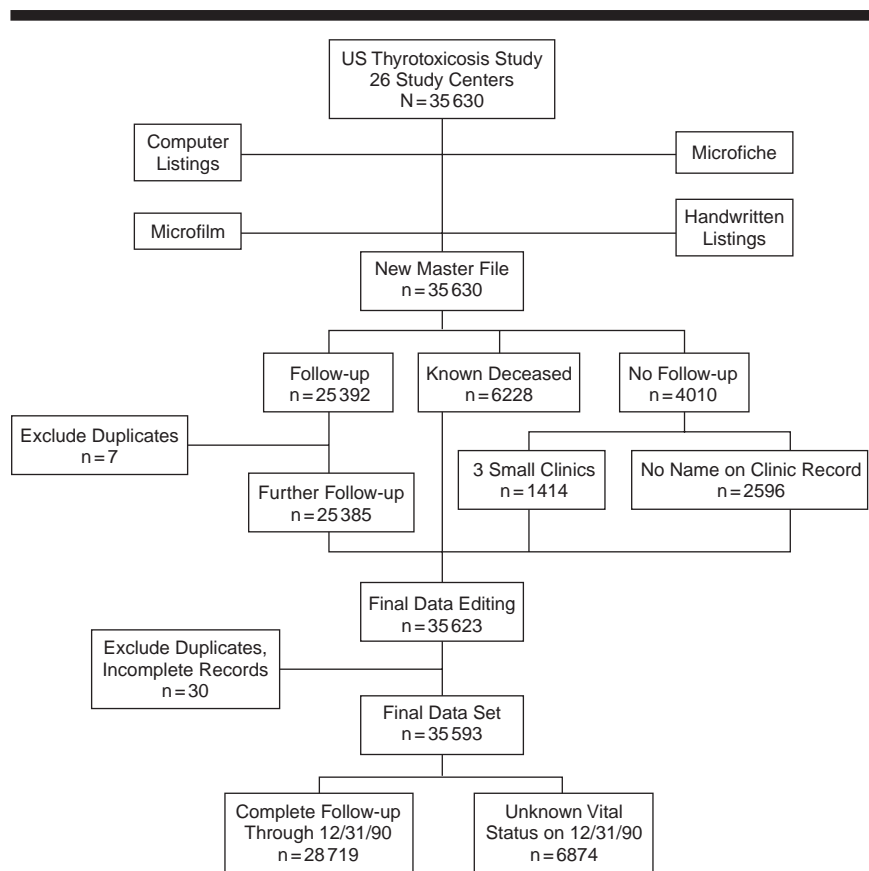 US Thyrotoxicosis Study
26 Study Centers
N=35 630
Computer
Listings
Microfiche
Microfilm
Handwritten
Listings
New Master File
n=35 630
Follow-up
n=25 392
Known Deceased
n=6228
No Follow-up
n=4010
Exclude Duplicates
n=7
3 Small Clinics
n=1414
No Name on Clinic Record
n=2596
Further Follow-up
n=25 385
Final Data Editing
n=35 623
Exclude Duplicates,
Incomplete Records
n=30
Final Data Set
n=35 593
Complete Follow-up
Through 12/31/90
n=28 719
Unknown Vital
Status on 12/31/90
n=6874